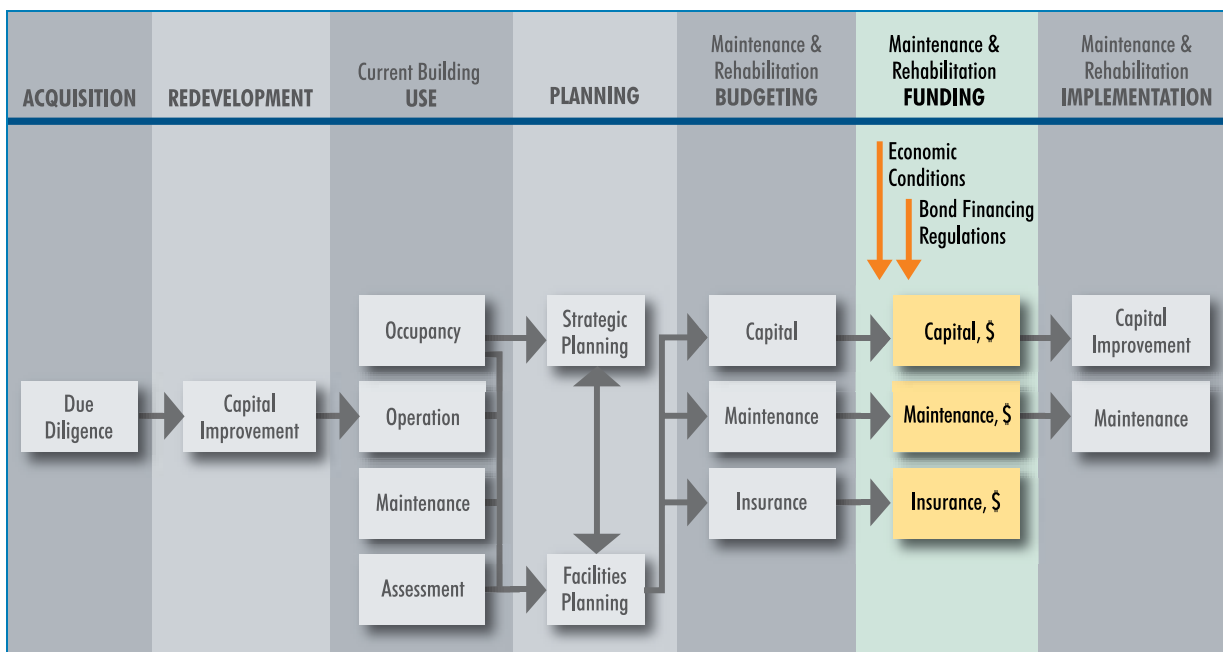 ACQUISITION
REDEVELOPMENT
Current Building
USE
PLANNING
Maintenance &
Rehabilitation
BUDGETING
Maintenance &
Rehabilitation
FUNDING
Maintenance &
Rehabilitation
IMPLEMENTATION
Economic
Conditions
Bond Financing
Regulations
Due
Diligence
Capital
Improvement
Occupancy
Operation
Maintenance
Assessment
Strategic
Planning
Facilities
Planning
Capital
Maintenance
Insurance
Capital, $
Maintenance, $
Insurance, $
Capital
Improvement
Maintenance